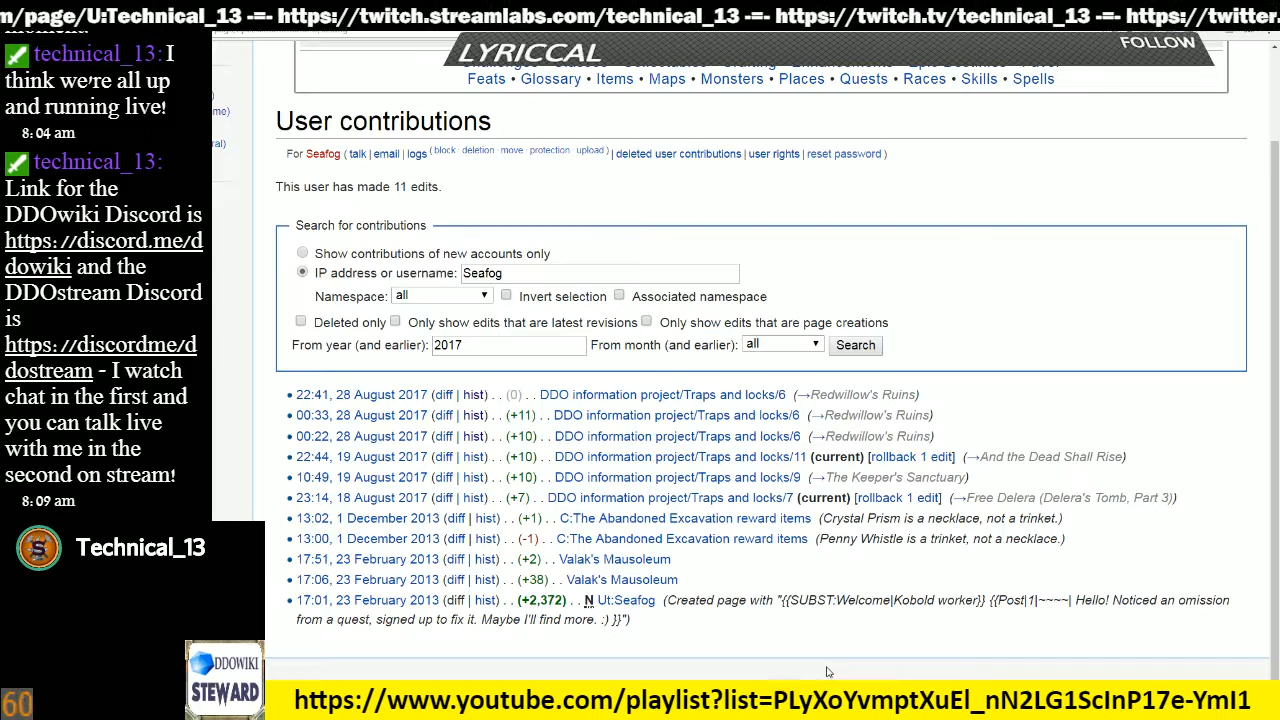 m/page/U:Technical_13 -=- https://twitch.streamlabs.com/technical_13 -=- https://twitch.tv/technical_13 -=- https://twitter.
technical_13: I
think we're all up
and running live!
8:04 am
technical_13:
Link for the
DDOwiki Discord is
https://discord.me/d
dowiki and the
DDOstream Discord
is
https://discordme/d
dostream - I watch
chat in the first and
you can talk live
with me in the
second on stream!
8:09 am
Technical_13
60
DDOWIKI
STEWARD
me)
ral)
LYRICCAL
FOLLOW
Feats • Glossary • Items • Maps • Monsters • Places • Quests • Races • Skills • Spells
User contributions
For Seafog ( talk | email | logs ( block · deletion · move · protection · upload ) | deleted user contributions | user rights | reset password )
This user has made 11 edits.
Search for contributions
Show contributions of new accounts only
IP address or username: Seafog
Namespace: all Invert selection Associated namespace
Deleted only Only show edits that are latest revisions Only show edits that are page creations
From year (and earlier): 2017 From month (and earlier): all Search
• 22:41, 28 August 2017 (diff | hist) . . (0) . . DDO information project/Traps and locks/6 (→Redwillow's Ruins)
• 00:33, 28 August 2017 (diff | hist) . . (+11) . . DDO information project/Traps and locks/6 (→Redwillow's Ruins)
• 00:22, 28 August 2017 (diff | hist) . . (+10) . . DDO information project/Traps and locks/6 (→Redwillow's Ruins)
• 22:44, 19 August 2017 (diff | hist) . . (+10) . . DDO information project/Traps and locks/11 (current) [rollback 1 edit] (→And the Dead Shall Rise)
• 10:49, 19 August 2017 (diff | hist) . . (+10) . . DDO information project/Traps and locks/9 (→The Keeper's Sanctuary)
• 23:14, 18 August 2017 (diff | hist) . . (+7) . . DDO information project/Traps and locks/7 (current) [rollback 1 edit] (→Free Delera (Delera's Tomb, Part 3))
• 13:02, 1 December 2013 (diff | hist) . . (+1) . . C:The Abandoned Excavation reward items (Crystal Prism is a necklace, not a trinket.)
• 13:00, 1 December 2013 (diff | hist) . . (-1) . . C:The Abandoned Excavation reward items (Penny Whistle is a trinket, not a necklace.)
• 17:51, 23 February 2013 (diff | hist) . . (+2) . . Valak's Mausoleum
• 17:06, 23 February 2013 (diff | hist) . . (+38) . . Valak's Mausoleum
• 17:01, 23 February 2013 (diff | hist) . . (+2,372) . . N Ut:Seafog (Created page with "{{SUBST:Welcome|Kobold worker}} {{Post|1|~~~~| Hello! Noticed an omission
from a quest, signed up to fix it. Maybe I'll find more. :) }}")
https://www.youtube.com/playlist?list=PLyXoYvmptXuEl_nN2LG1ScInP17e-YmI1